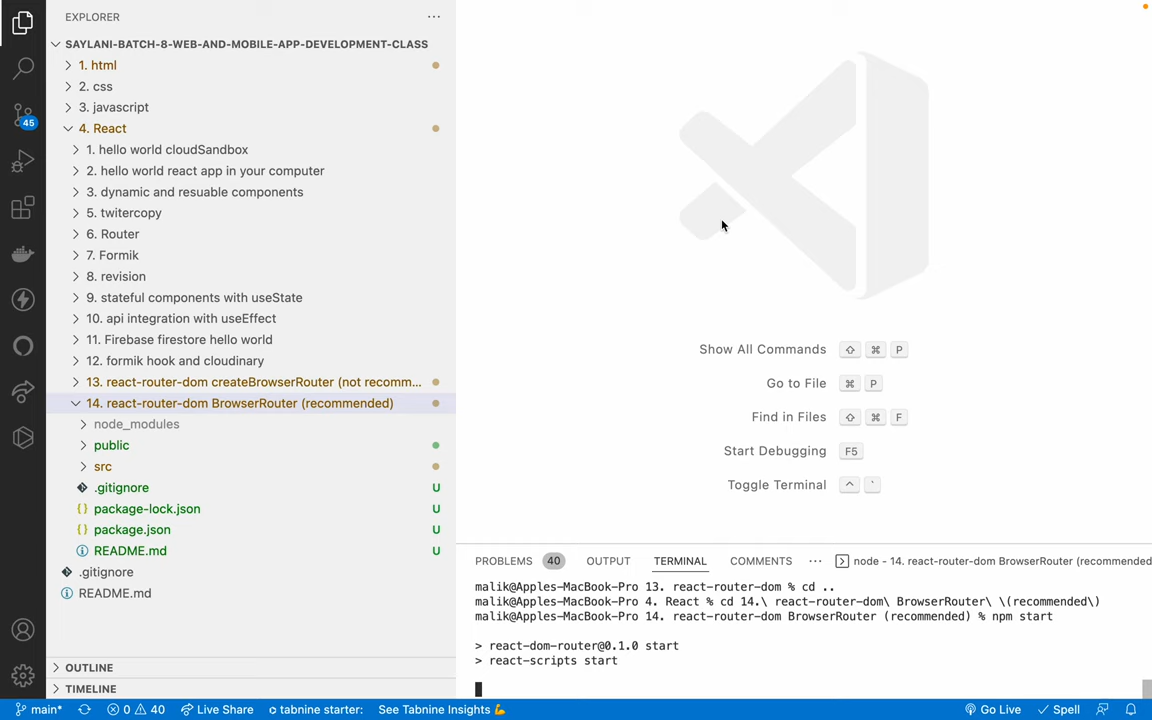 EXPLORER
SAYLANI-BATCH-8-WEB-AND-MOBILE-APP-DEVELOPMENT-CLASS
1. html
2. css
3. javascript
4. React
1. hello world cloudSandbox
2. hello world react app in your computer
3. dynamic and resuable components
5. twitercopy
6. Router
7. Formik
8. revision
9. stateful components with useState
10. api integration with useEffect
11. Firebase firestore hello world
12. formik hook and cloudinary
13. react-router-dom createBrowserRouter (not recomm...
14. react-router-dom BrowserRouter (recommended)
node_modules
public
src
.gitignore U
package-lock.json U
package.json U
README.md U
.gitignore
README.md
OUTLINE
TIMELINE
45
Show All Commands ⇧ ⌘ P
Go to File ⌘ P
Find in Files ⇧ ⌘ F
Start Debugging F5
Toggle Terminal ^ `
PROBLEMS 40 OUTPUT TERMINAL COMMENTS ··· node - 14. react-router-dom BrowserRouter (recommended
malik@Apples-MacBook-Pro 13. react-router-dom % cd ..
malik@Apples-MacBook-Pro 4. React % cd 14.\ react-router-dom\ BrowserRouter\ \(recommended\)
malik@Apples-MacBook-Pro 14. react-router-dom BrowserRouter (recommended) % npm start
> react-dom-router@0.1.0 start
> react-scripts start
main* 0 40 Live Share tabnine starter: See Tabnine Insights 💪 Go Live Spell